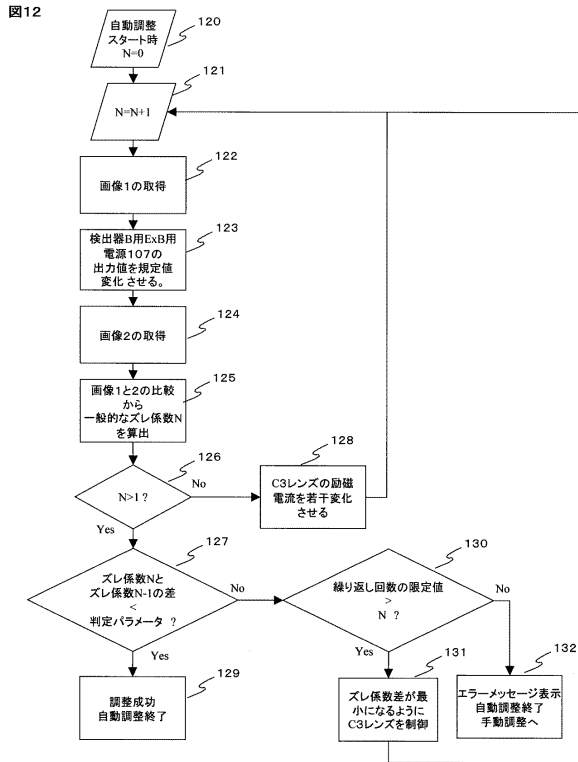 図12
120
自動調整
スタート時
N=0
121
N=N+1
122
画像1の取得
123
検出器B用ExB用
電源107の
出力値を規定値
変化させる。
124
画像2の取得
125
画像1と2の比較
から
一般的なズレ係数N
を算出
126
N>1 ?
No
Yes
128
C3レンズの励磁
電流を若干変化
させる
127
ズレ係数Nと
ズレ係数N-1の差
<
判定パラメータ ?
No
Yes
130
繰り返し回数の限定値
>
N ?
No
Yes
129
調整成功
自動調整終了
131
ズレ係数差が最
小になるように
C3レンズを制御
132
エラーメッセージ表示
自動調整終了
手動調整へ